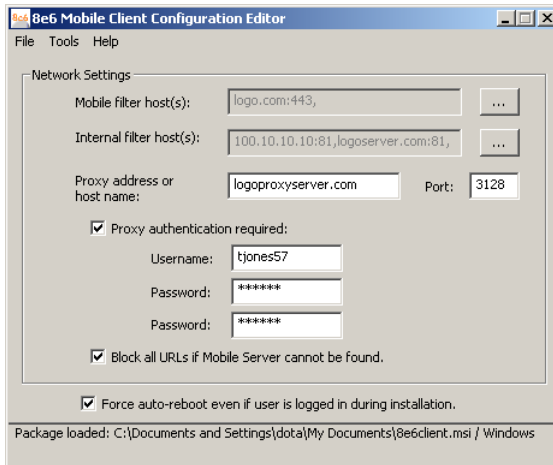 8e6 8e6 Mobile Client Configuration Editor
File Tools Help
Network Settings
Mobile filter host(s): logo.com:443, ...
Internal filter host(s): 100.10.10.10:81,logoserver.com:81, ...
Proxy address or
host name: logoproxyserver.com Port: 3128
Proxy authentication required:
Username: tjones57
Password: ******
Password: ******
Block all URLs if Mobile Server cannot be found.
Force auto-reboot even if user is logged in during installation.
Package loaded: C:\Documents and Settings\dota\My Documents\8e6client.msi / Windows